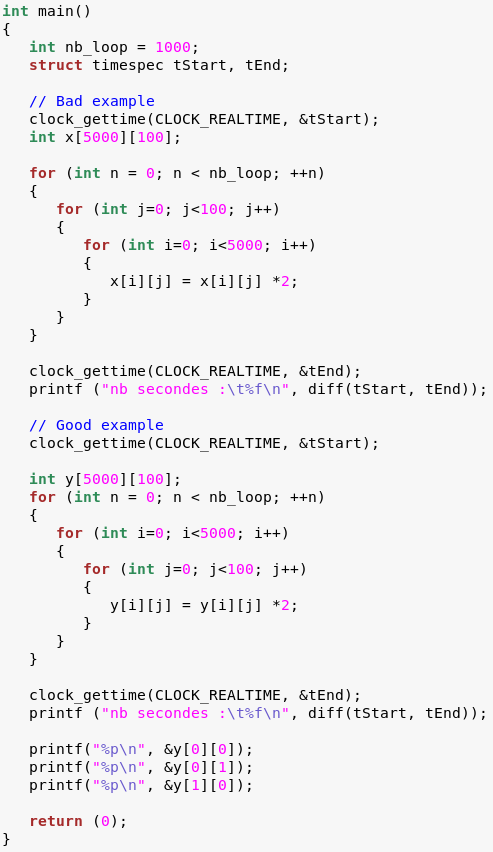 int main()
{
   int nb_loop = 1000;
   struct timespec tStart, tEnd;

   // Bad example
   clock_gettime(CLOCK_REALTIME, &tStart);
   int x[5000][100];

   for (int n = 0; n < nb_loop; ++n)
   {
      for (int j=0; j<100; j++)
      {
         for (int i=0; i<5000; i++)
         {
            x[i][j] = x[i][j] *2;
         }
      }
   }

   clock_gettime(CLOCK_REALTIME, &tEnd);
   printf ("nb secondes :\t%f\n", diff(tStart, tEnd));

   // Good example
   clock_gettime(CLOCK_REALTIME, &tStart);

   int y[5000][100];
   for (int n = 0; n < nb_loop; ++n)
   {
      for (int i=0; i<5000; i++)
      {
         for (int j=0; j<100; j++)
         {
            y[i][j] = y[i][j] *2;
         }
      }
   }

   clock_gettime(CLOCK_REALTIME, &tEnd);
   printf ("nb secondes :\t%f\n", diff(tStart, tEnd));

   printf("%p\n", &y[0][0]);
   printf("%p\n", &y[0][1]);
   printf("%p\n", &y[1][0]);

   return (0);
}